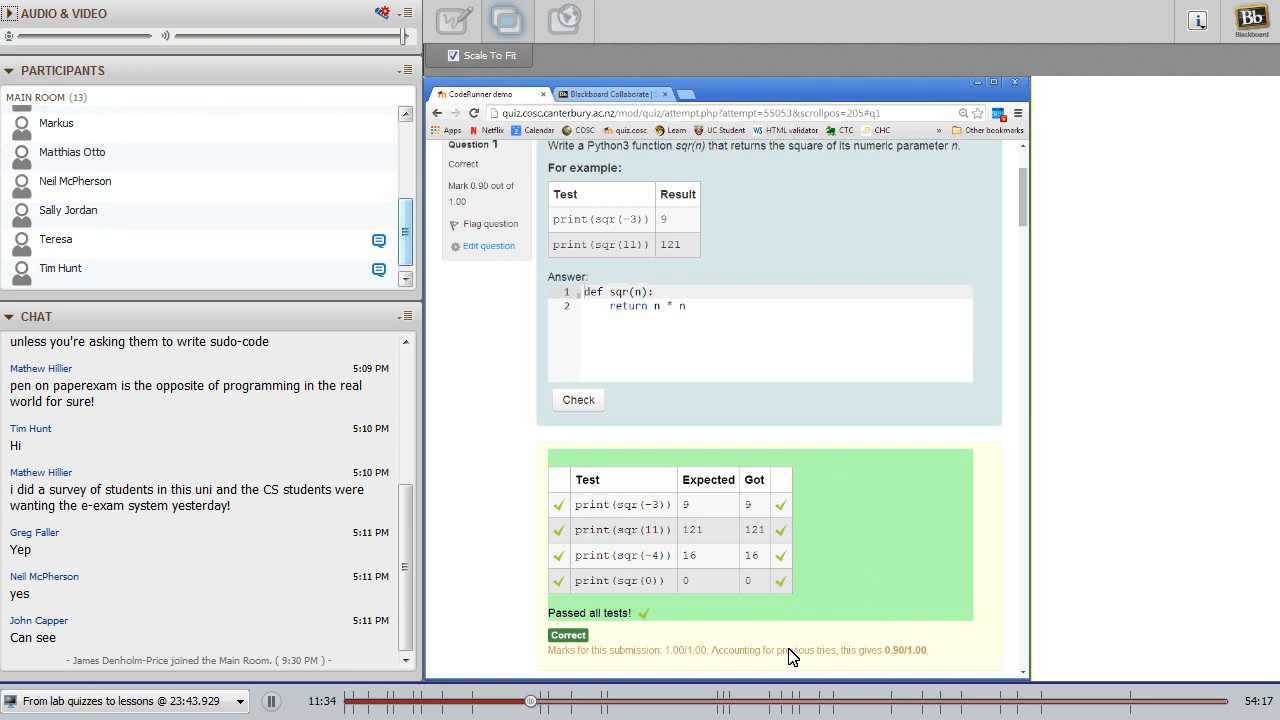 AUDIO & VIDEO
PARTICIPANTS
MAIN ROOM (13)
Markus
Matthias Otto
Neil McPherson
Sally Jordan
Teresa
Tim Hunt
CHAT
unless you're asking them to write sudo-code
Mathew Hillier 5:09 PM
pen on paperexam is the opposite of programming in the real
world for sure!
Tim Hunt 5:10 PM
Hi
Mathew Hillier 5:10 PM
i did a survey of students in this uni and the CS students were
wanting the e-exam system yesterday!
Greg Faller 5:11 PM
Yep
Neil McPherson 5:11 PM
yes
John Capper 5:11 PM
Can see
- James Denholm-Price joined the Main Room. ( 9:30 PM ) -
Scale To Fit
i
Bb
Blackboard
CodeRunner demo
Blackboard Collaborate | S
quiz.cosc.canterbury.ac.nz/mod/quiz/attempt.php?attempt=55053&scrollpos=205#q1
Apps Netflix Calendar COSC quiz.cosc Learn UC Student HTML validator CTC CHC » Other bookmarks
Question 1
Correct
Mark 0.90 out of
1.00
Flag question
Edit question
Write a Python3 function sqr(n) that returns the square of its numeric parameter n.
For example:
Test Result
print(sqr(-3)) 9
print(sqr(11)) 121
Answer:
1 def sqr(n):
2 return n * n
Check
Test Expected Got
print(sqr(-3)) 9 9
print(sqr(11)) 121 121
print(sqr(-4)) 16 16
print(sqr(0)) 0 0
Passed all tests!
Correct
Marks for this submission: 1.00/1.00. Accounting for previous tries, this gives 0.90/1.00.
From lab quizzes to lessons @ 23:43.929
11:34
54:17